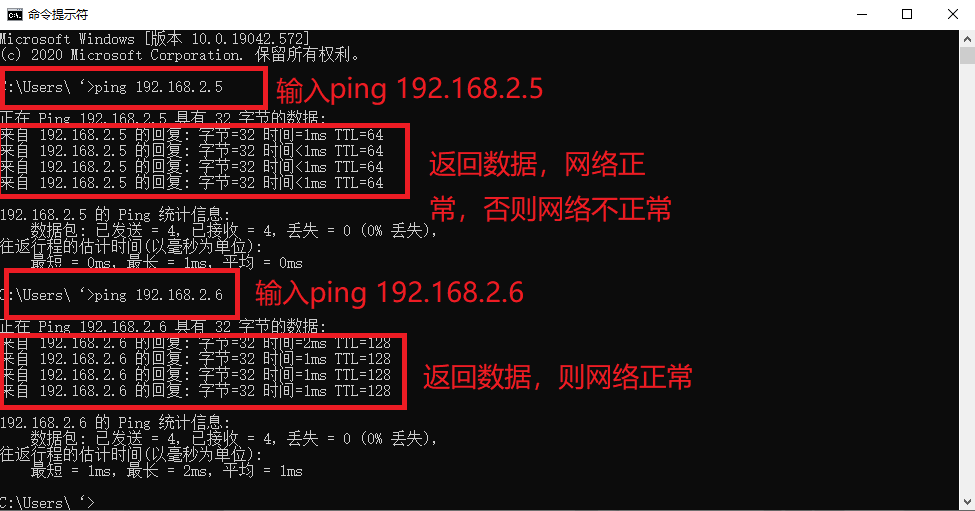 命令提示符
Microsoft Windows [版本 10.0.19042.572]
(c) 2020 Microsoft Corporation. 保留所有权利。
C:\Users\ ‘>ping 192.168.2.5
输入ping 192.168.2.5
正在 Ping 192.168.2.5 具有 32 字节的数据:
来自 192.168.2.5 的回复: 字节=32 时间=1ms TTL=64
来自 192.168.2.5 的回复: 字节=32 时间<1ms TTL=64
来自 192.168.2.5 的回复: 字节=32 时间<1ms TTL=64
来自 192.168.2.5 的回复: 字节=32 时间<1ms TTL=64
返回数据，网络正
常，否则网络不正常
192.168.2.5 的 Ping 统计信息:
数据包: 已发送 = 4，已接收 = 4，丢失 = 0 (0% 丢失)，
往返行程的估计时间(以毫秒为单位):
最短 = 0ms，最长 = 1ms，平均 = 0ms
C:\Users\ ‘>ping 192.168.2.6
输入ping 192.168.2.6
正在 Ping 192.168.2.6 具有 32 字节的数据:
来自 192.168.2.6 的回复: 字节=32 时间=2ms TTL=128
来自 192.168.2.6 的回复: 字节=32 时间=1ms TTL=128
来自 192.168.2.6 的回复: 字节=32 时间=1ms TTL=128
来自 192.168.2.6 的回复: 字节=32 时间=1ms TTL=128
返回数据，则网络正常
192.168.2.6 的 Ping 统计信息:
数据包: 已发送 = 4，已接收 = 4，丢失 = 0 (0% 丢失)，
往返行程的估计时间(以毫秒为单位):
最短 = 1ms，最长 = 2ms，平均 = 1ms
C:\Users\ ‘>